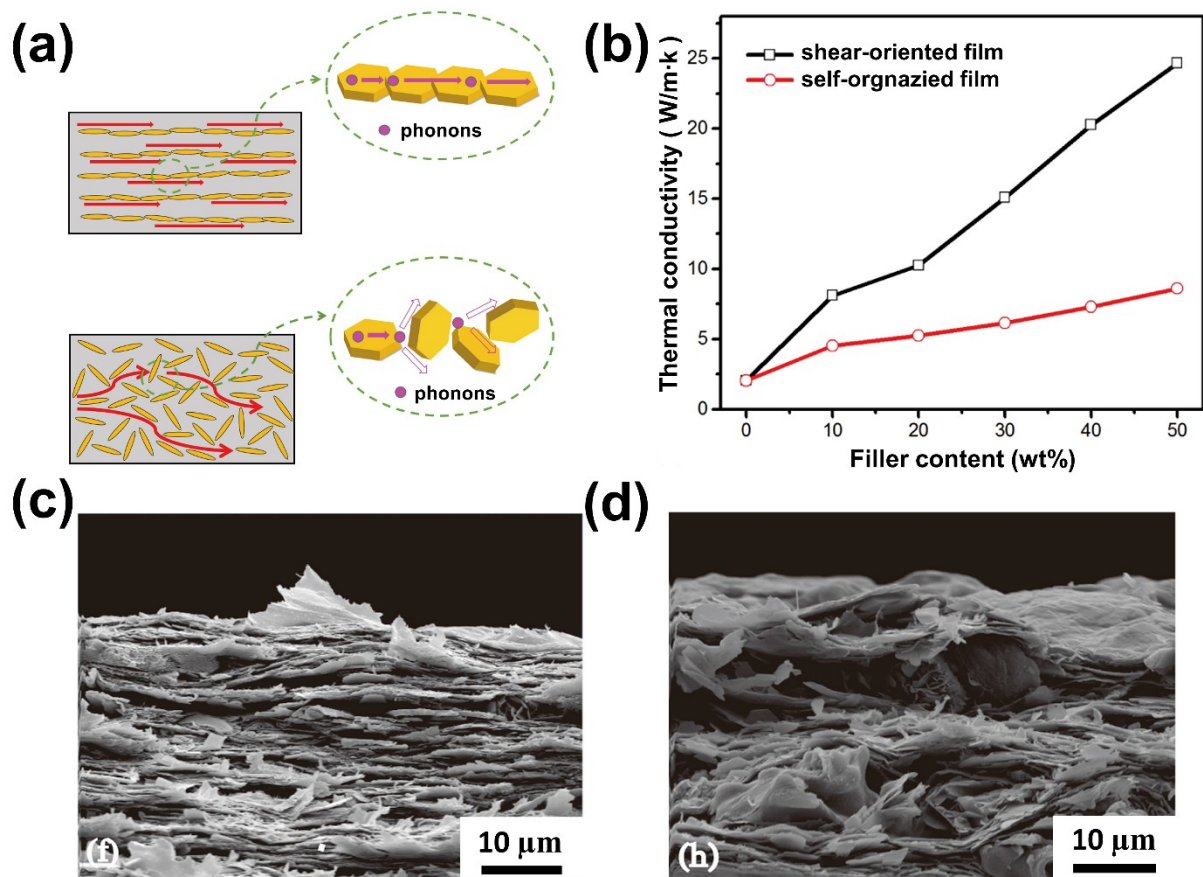 (a)
phonons
phonons
(b)
shear-oriented film
self-orgnazied film
Thermal conductivity ( W/m·k )
25
20
15
10
5
0
0 10 20 30 40 50
Filler content (wt%)
(c)
(f)
10 µm
(d)
(h)
10 µm